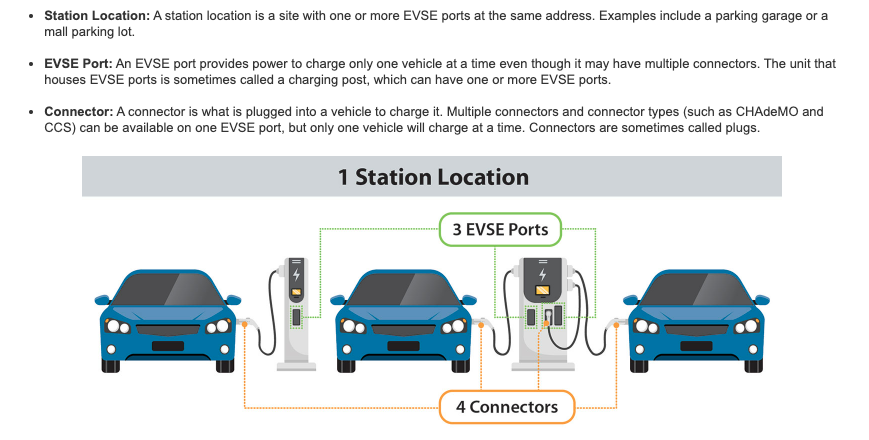 • Station Location: A station location is a site with one or more EVSE ports at the same address. Examples include a parking garage or a
mall parking lot.
• EVSE Port: An EVSE port provides power to charge only one vehicle at a time even though it may have multiple connectors. The unit that
houses EVSE ports is sometimes called a charging post, which can have one or more EVSE ports.
• Connector: A connector is what is plugged into a vehicle to charge it. Multiple connectors and connector types (such as CHAdeMO and
CCS) can be available on one EVSE port, but only one vehicle will charge at a time. Connectors are sometimes called plugs.
1 Station Location
3 EVSE Ports
4 Connectors